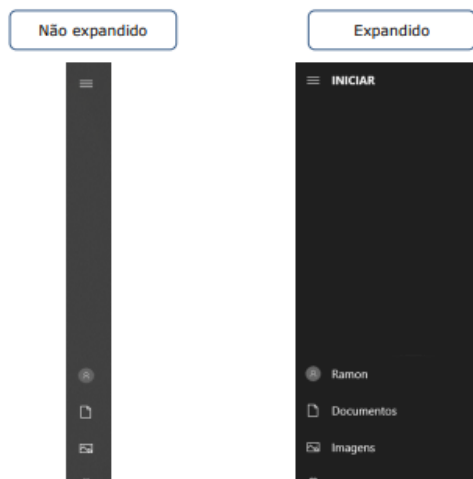 Não expandido
Expandido
INICIAR
Ramon
Documentos
Imagens